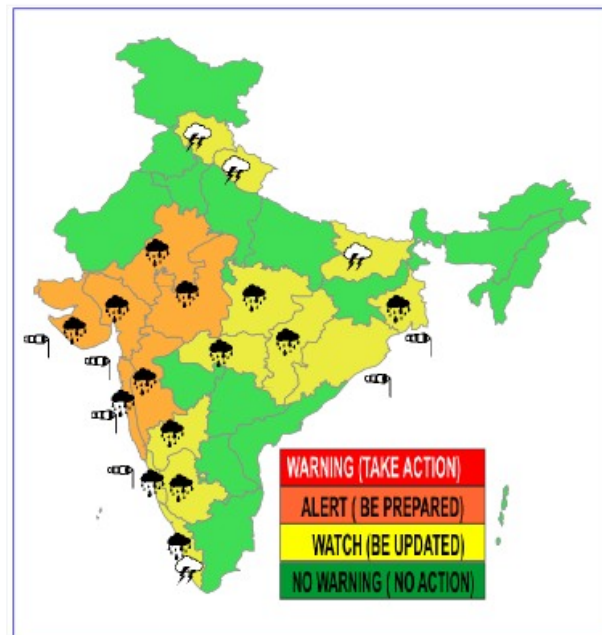 WARNING (TAKE ACTION)
ALERT ( BE PREPARED)
WATCH (BE UPDATED)
NO WARNING ( NO ACTION)